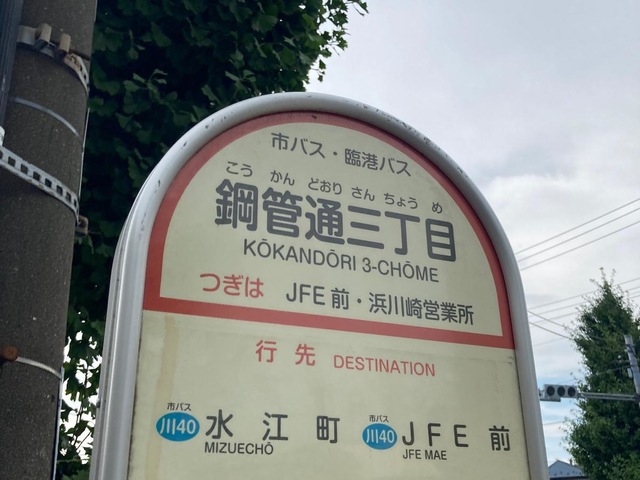 市バス・臨港バス
こう かん どおり さん ちょう め
鋼管通三丁目
KŌKANDŌRI 3-CHŌME
つぎは JFE前・浜川崎営業所
行先 DESTINATION
市バス 市バス
川40 水江町 川40 JFE前
MIZUECHŌ JFE MAE